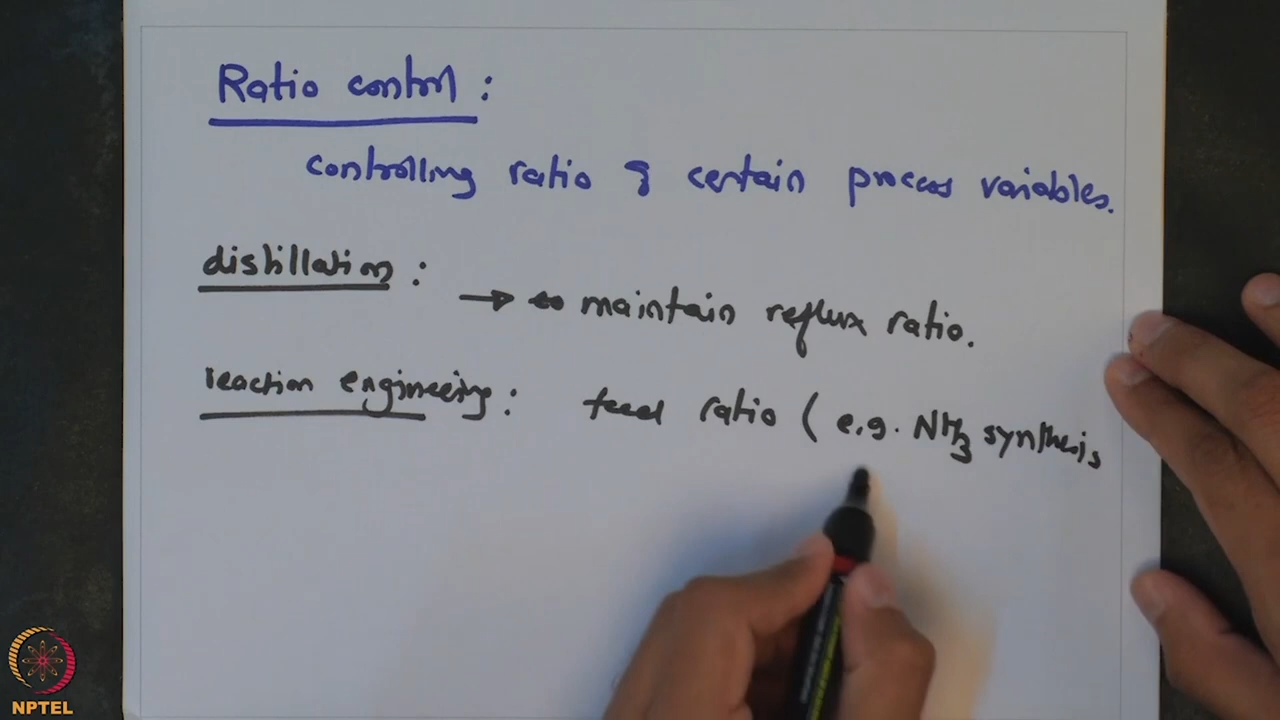 Ratio control :
controlling ratio of certain process variables.
distillation : → to maintain reflux ratio.
reaction engineering : feed ratio ( e.g. NH3 synthesis
NPTEL